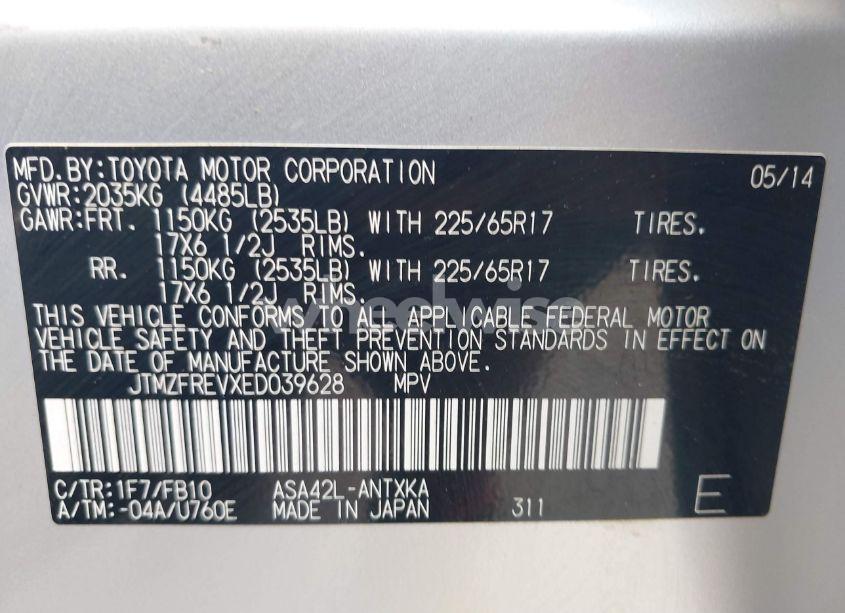 MFD.BY:TOYOTA MOTOR CORPORATION 05/14
GVWR:2035KG (4485LB)
GAWR:FRT. 1150KG (2535LB) WITH 225/65R17 TIRES.
17X6 1/2J RIMS.
RR. 1150KG (2535LB) WITH 225/65R17 TIRES.
17X6 1/2J RIMS.
THIS VEHICLE CONFORMS TO ALL APPLICABLE FEDERAL MOTOR
VEHICLE SAFETY AND THEFT PREVENTION STANDARDS IN EFFECT ON
THE DATE OF MANUFACTURE SHOWN ABOVE.
JTMZFREVXED039628 MPV
C/TR:1F7/FB10 ASA42L-ANTXKA
A/TM:-04A/U760E MADE IN JAPAN 311 E